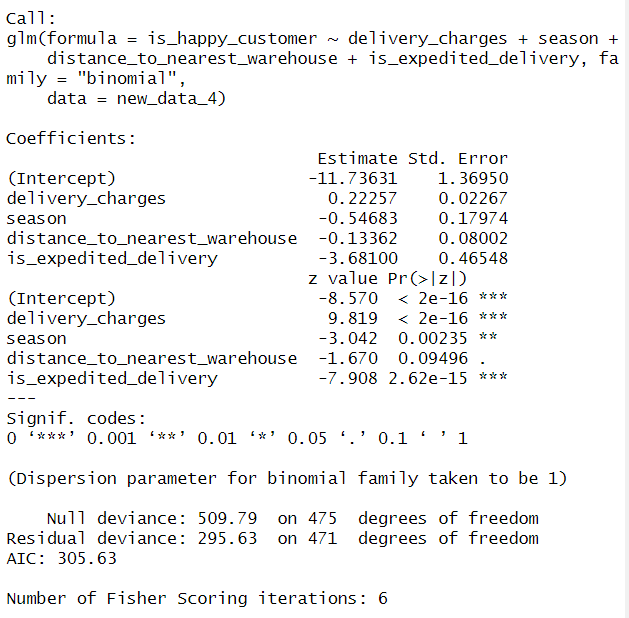 Call:
glm(formula = is_happy_customer ~ delivery_charges + season +
    distance_to_nearest_warehouse + is_expedited_delivery, fa
mily = "binomial",
    data = new_data_4)

Coefficients:
                               Estimate Std. Error
(Intercept)                   -11.73631    1.36950
delivery_charges                0.22257    0.02267
season                         -0.54683    0.17974
distance_to_nearest_warehouse  -0.13362    0.08002
is_expedited_delivery          -3.68100    0.46548
                              z value Pr(>|z|)
(Intercept)                    -8.570  < 2e-16 ***
delivery_charges                9.819  < 2e-16 ***
season                         -3.042  0.00235 **
distance_to_nearest_warehouse  -1.670  0.09496 .
is_expedited_delivery          -7.908 2.62e-15 ***
---
Signif. codes:
0 ‘***’ 0.001 ‘**’ 0.01 ‘*’ 0.05 ‘.’ 0.1 ‘ ’ 1

(Dispersion parameter for binomial family taken to be 1)

    Null deviance: 509.79  on 475  degrees of freedom
Residual deviance: 295.63  on 471  degrees of freedom
AIC: 305.63

Number of Fisher Scoring iterations: 6